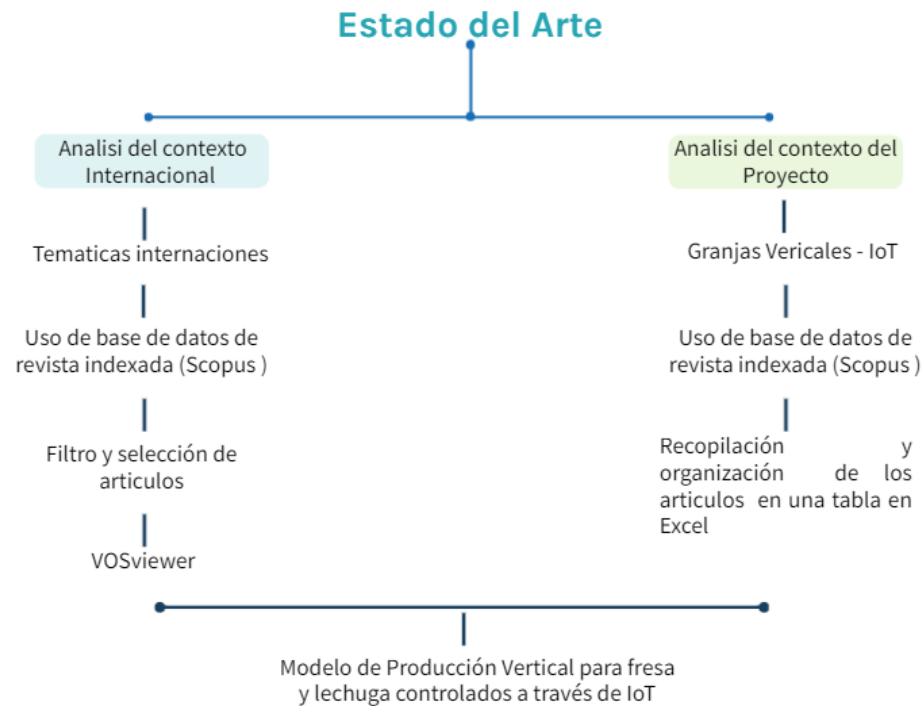 Estado del Arte
Analisi del contexto
Internacional
Tematicas internaciones
Uso de base de datos de
revista indexada (Scopus )
Filtro y selección de
articulos
VOSviewer
Analisi del contexto del
Proyecto
Granjas Vericales - IoT
Uso de base de datos de
revista indexada (Scopus )
Recopilación y
organización de los
articulos en una tabla en
Excel
Modelo de Producción Vertical para fresa
y lechuga controlados a través de IoT